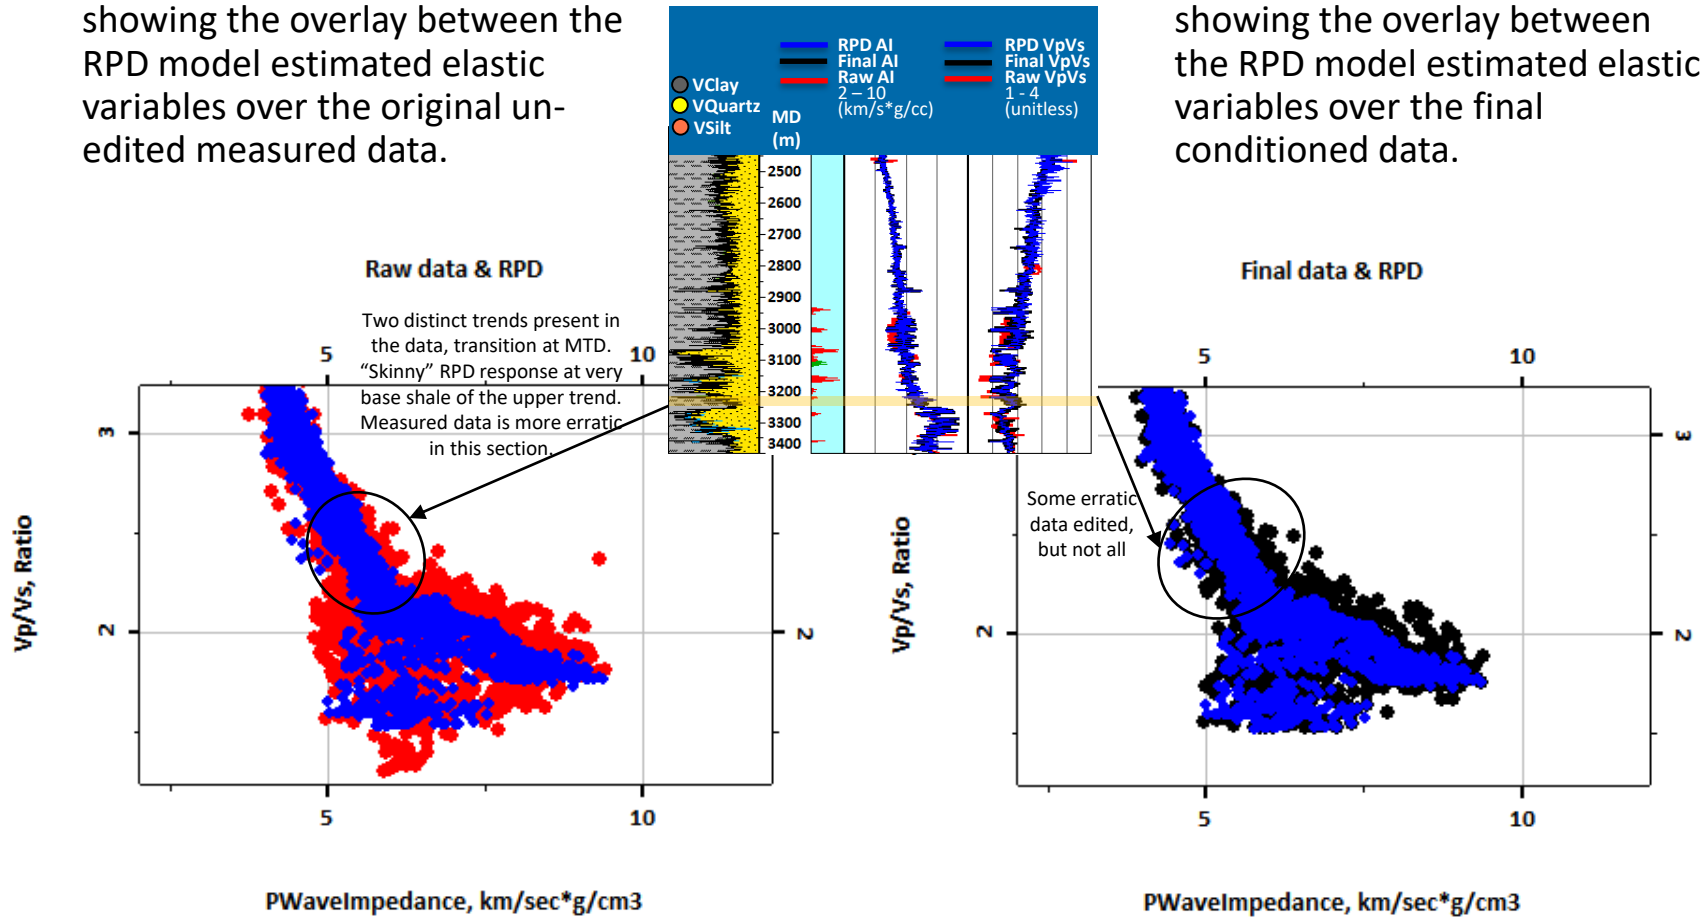 showing the overlay between the
RPD model estimated elastic
variables over the original un-
edited measured data.
RPD AI
Final AI
Raw AI
2 – 10
(km/s*g/cc)
RPD VpVs
Final VpVs
Raw VpVs
1 - 4
(unitless)
VClay
VQuartz
VSilt
MD
(m)
2500
2600
2700
2800
2900
3000
3100
3200
3300
3400
showing the overlay between
the RPD model estimated elastic
variables over the final
conditioned data.
Raw data & RPD
Two distinct trends present in
the data, transition at MTD.
“Skinny” RPD response at very
base shale of the upper trend.
Measured data is more erratic
in this section.
5
10
3
2
2
Vp/Vs, Ratio
5
10
PWaveImpedance, km/sec*g/cm3
Final data & RPD
5
10
Some erratic
data edited,
but not all
3
2
2
Vp/Vs, Ratio
5
10
PWaveImpedance, km/sec*g/cm3